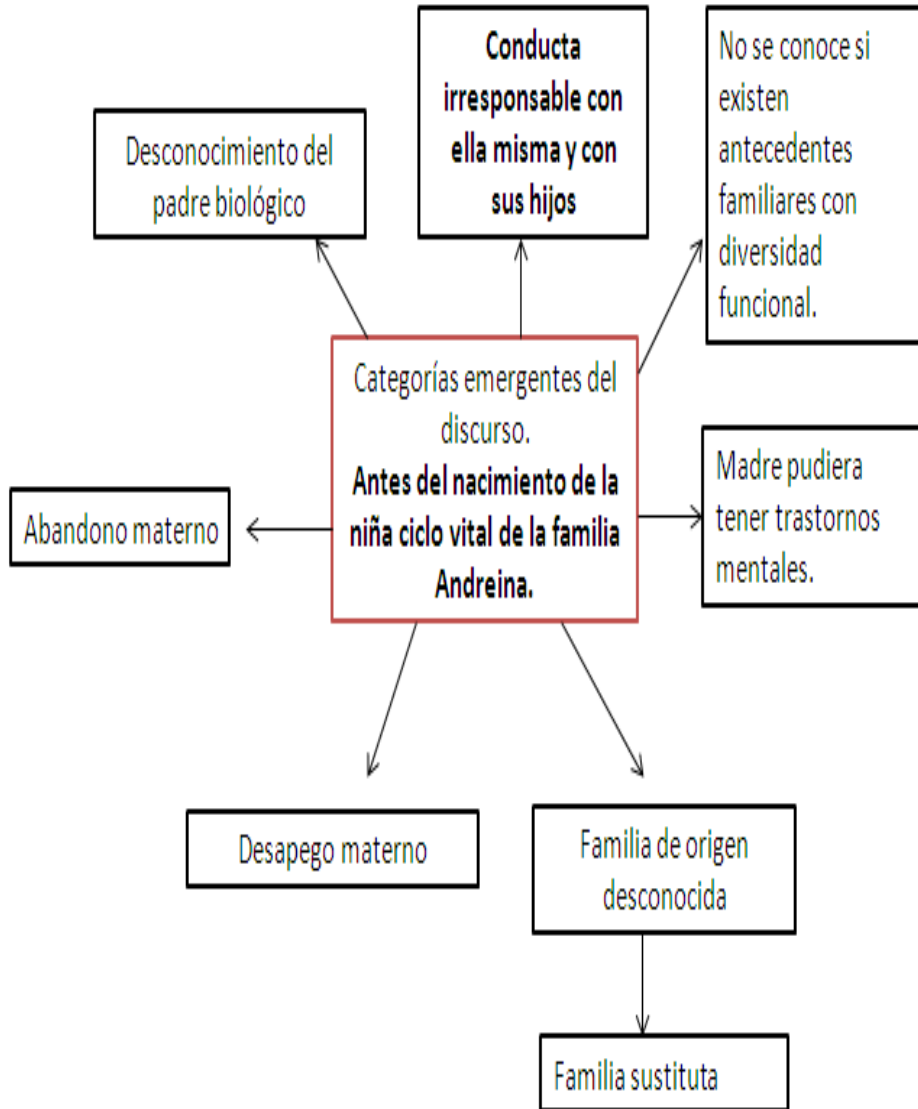 Conducta
irresponsable con
ella misma y con
sus hijos
No se conoce si
existen
antecedentes
familiares con
diversidad
funcional.
Desconocimiento del
padre biológico
Categorías emergentes del
discurso.
Antes del nacimiento de la
niña ciclo vital de la familia
Andreina.
Madre pudiera
tener trastornos
mentales.
Abandono materno
Desapego materno
Familia de origen
desconocida
Familia sustituta